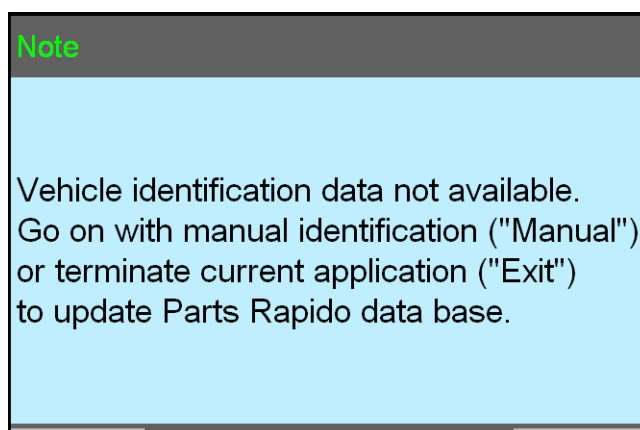 Note
Vehicle identification data not available.
Go on with manual identification ("Manual")
or terminate current application ("Exit")
to update Parts Rapido data base.